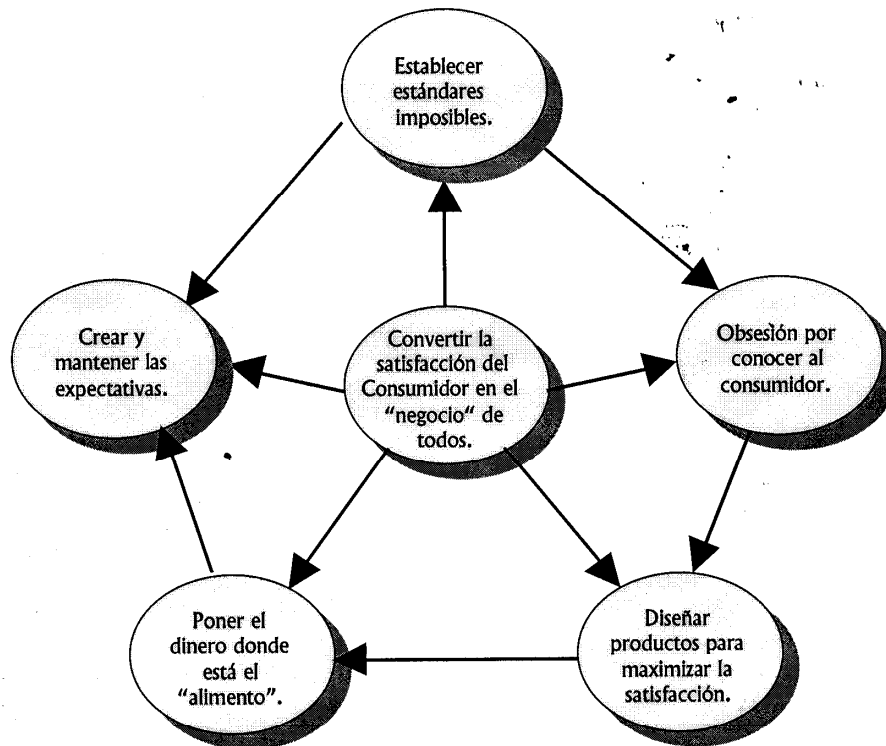 Establecer
estándares
imposibles.
Crear y
mantener las
expectativas.
Convertir la
satisfacción del
Consumidor en el
“negocio“ de
todos.
Obsesìón por
conocer al
consumidor.
Poner el
dinero donde
está el
“alimento”.
Diseñar
productos para
maximizar la
satisfacción.